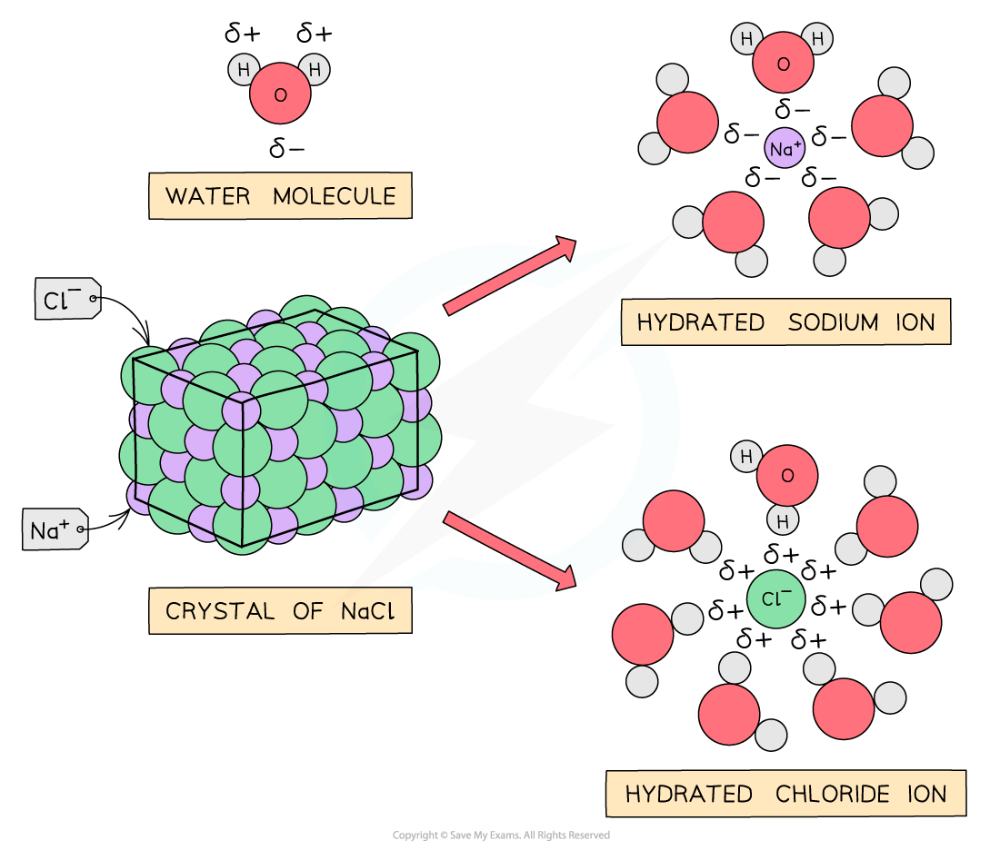 δ+ δ+
H H
O
δ−
WATER MOLECULE
Cl⁻
Na⁺
CRYSTAL OF NaCl
H H
O
δ−
δ− Na⁺ δ−
δ− δ−
HYDRATED SODIUM ION
H O
H
δ+
δ+ δ+
Cl⁻
δ+ δ+
δ+ δ+
HYDRATED CHLORIDE ION
Copyright © Save My Exams. All Rights Reserved